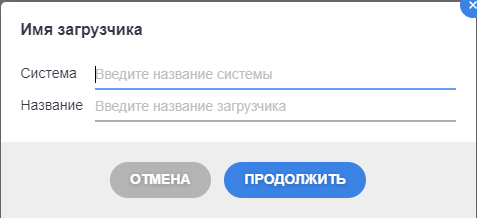 Имя загрузчика
Система Введите название системы
Название Введите название загрузчика
ОТМЕНА ПРОДОЛЖИТЬ